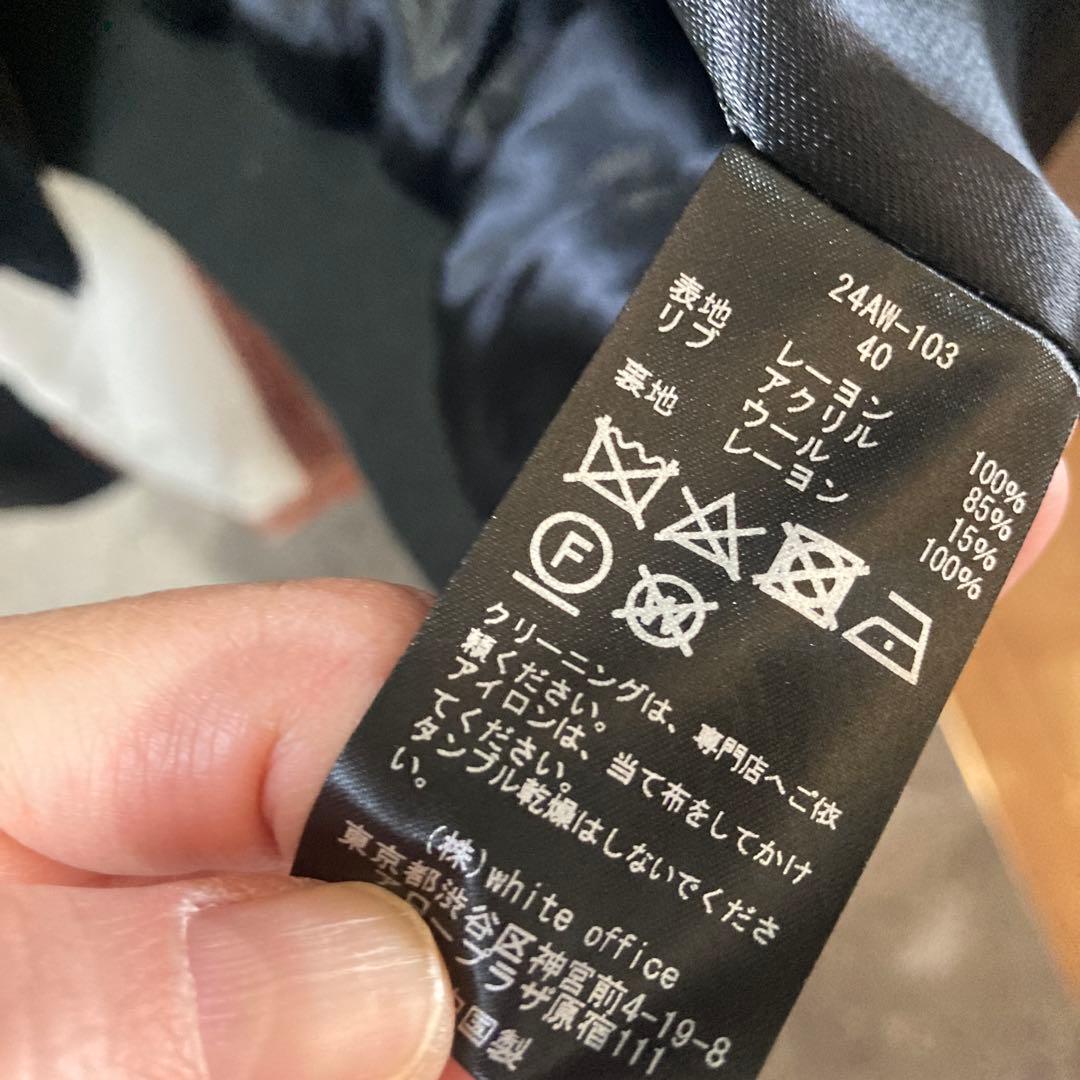 24AW-103
40
表地 レーヨン 100%
リブ アクリル 85%
ウール 15%
裏地 レーヨン 100%
F
W
クリーニングは、専門店へご依
頼ください。
アイロンは、当て布をしてかけ
てください。
タンブル乾燥はしないでくださ
い。
(株)white office
東京都渋谷区神宮前4-19-8
アロープラザ原宿111
国製